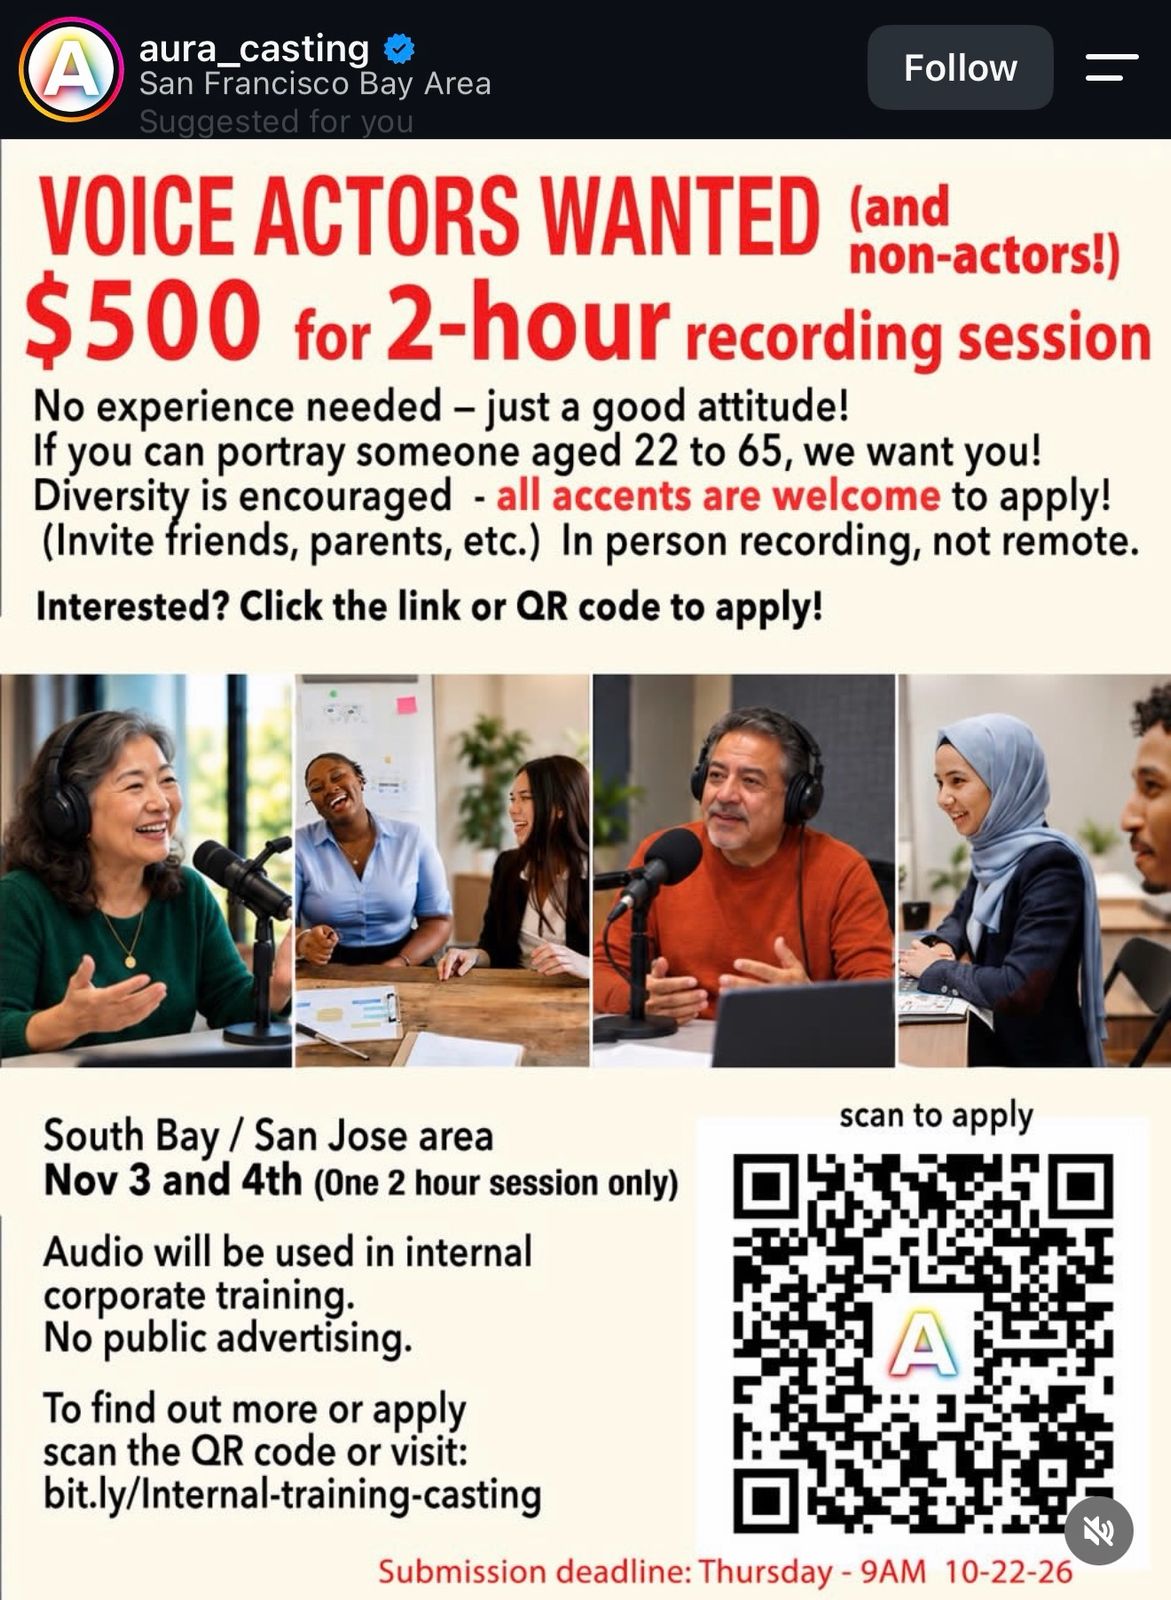 aura_casting
San Francisco Bay Area
Suggested for you
Follow
VOICE ACTORS WANTED (and
non-actors!)
$500 for 2-hour recording session
No experience needed – just a good attitude!
If you can portray someone aged 22 to 65, we want you!
Diversity is encouraged - all accents are welcome to apply!
(Invite friends, parents, etc.) In person recording, not remote.
Interested? Click the link or QR code to apply!
South Bay / San Jose area
Nov 3 and 4th (One 2 hour session only)
Audio will be used in internal
corporate training.
No public advertising.
To find out more or apply
scan the QR code or visit:
bit.ly/Internal-training-casting
scan to apply
A
Submission deadline: Thursday - 9AM 10-22-26